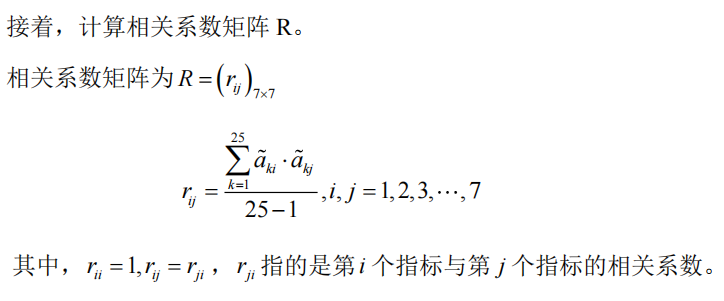 接着，计算相关系数矩阵 R。
相关系数矩阵为 $R=\left(r_{ij}\right)_{7\times 7}$
$r_{ij}=\dfrac{\sum_{k=1}^{25}\tilde{a}_{ki}\cdot\tilde{a}_{kj}}{25-1},i,j=1,2,3,\cdots,7$
其中，$r_{ii}=1,r_{ij}=r_{ji}$，$r_{ji}$ 指的是第 $i$ 个指标与第 $j$ 个指标的相关系数。